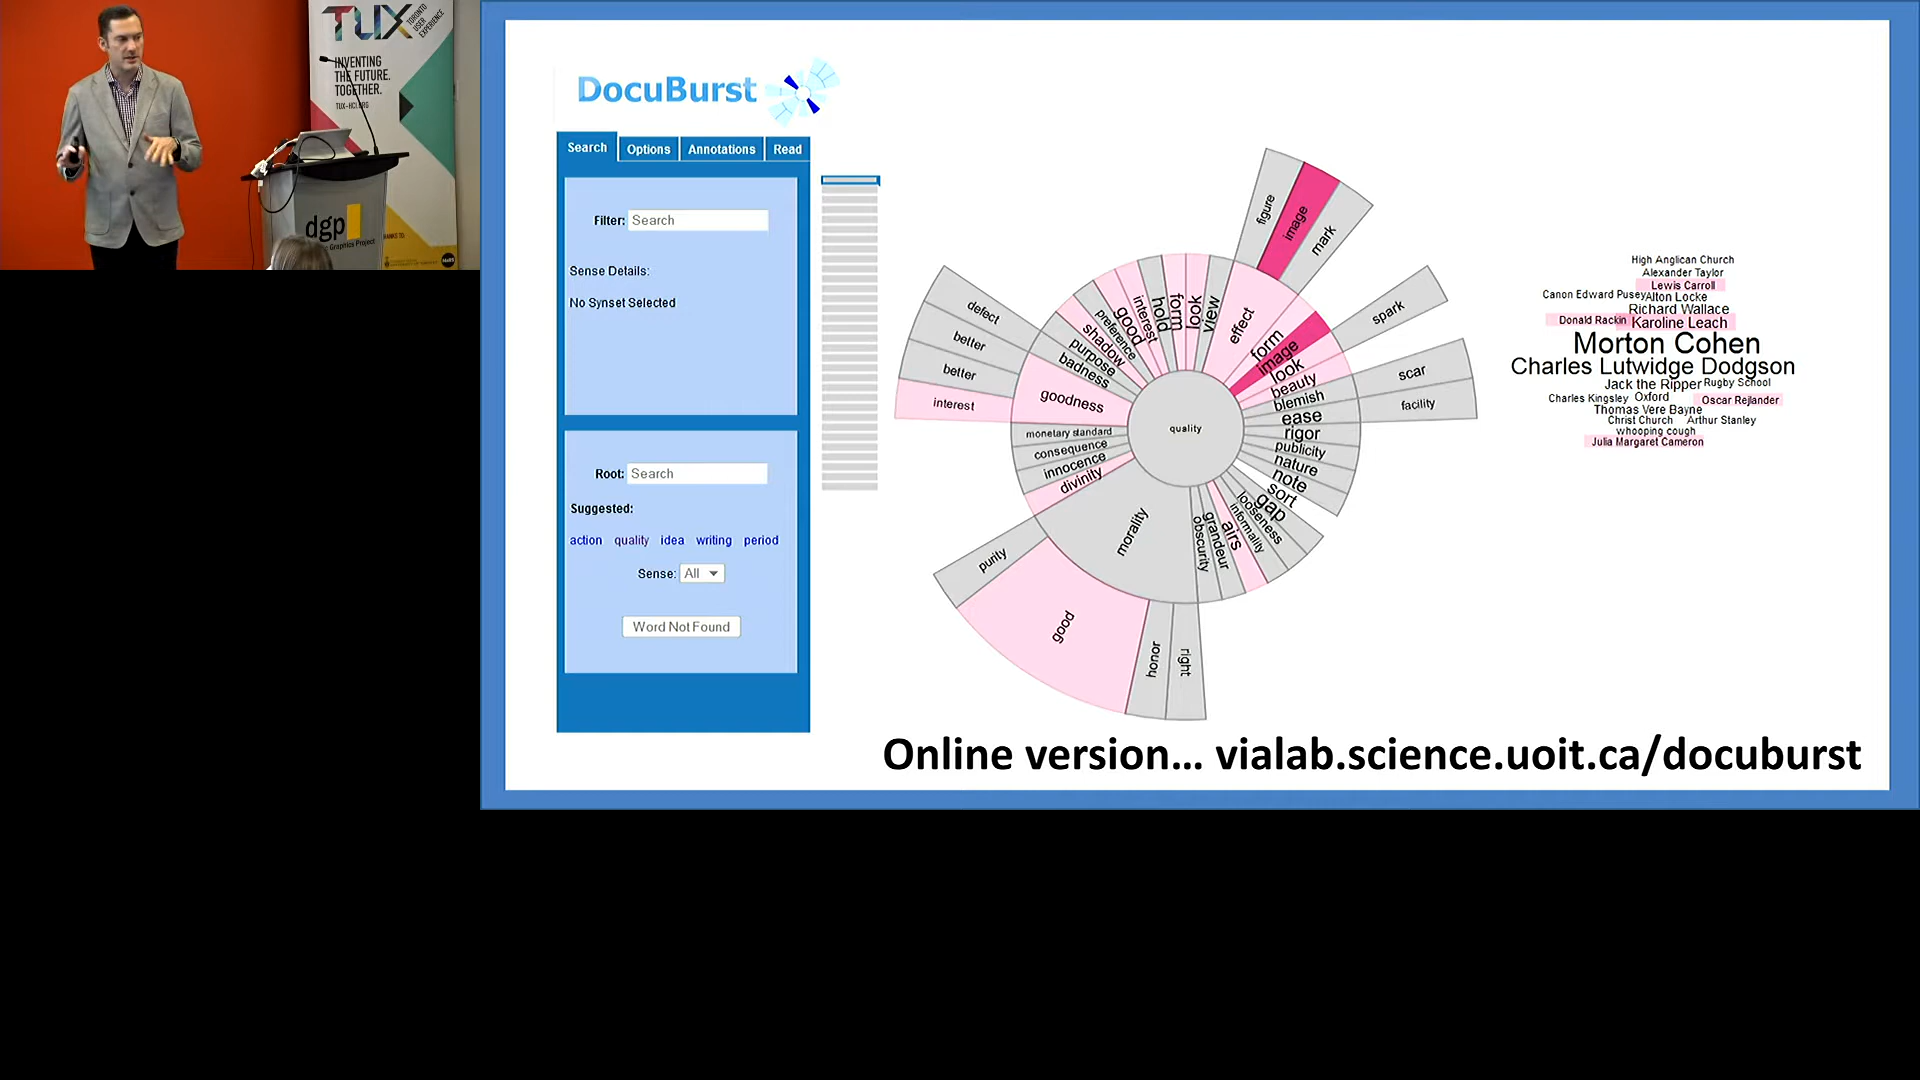 TUX
TORONTO
USER
EXPERIENCE
INVENTING
THE FUTURE.
TOGETHER.
TUX-HCI.ORG
dgp
Graphics Project
DocuBurst
Search
Options
Annotations
Read
Filter: Search
Sense Details:
No Synset Selected
Root: Search
Suggested:
action quality idea writing period
Sense: All
Word Not Found
quality
figure
image
mark
effect
form
image
look
beauty
blemish
ease
rigor
publicity
nature
note
sort
gap
looseness
informality
airs
grandeur
obscurity
morality
divinity
innocence
consequence
monetary standard
goodness
badness
purpose
shadow
preference
good
interest
hold
form
look
view
spark
scar
facility
defect
better
better
interest
purity
good
honor
right
High Anglican Church
Alexander Taylor
Lewis Carroll
Canon Edward Pusey Alton Locke
Richard Wallace
Donald Rackin Karoline Leach
Morton Cohen
Charles Lutwidge Dodgson
Jack the Ripper Rugby School
Charles Kingsley Oxford Oscar Rejlander
Thomas Vere Bayne
Christ Church Arthur Stanley
whooping cough
Julia Margaret Cameron
Online version... vialab.science.uoit.ca/docuburst